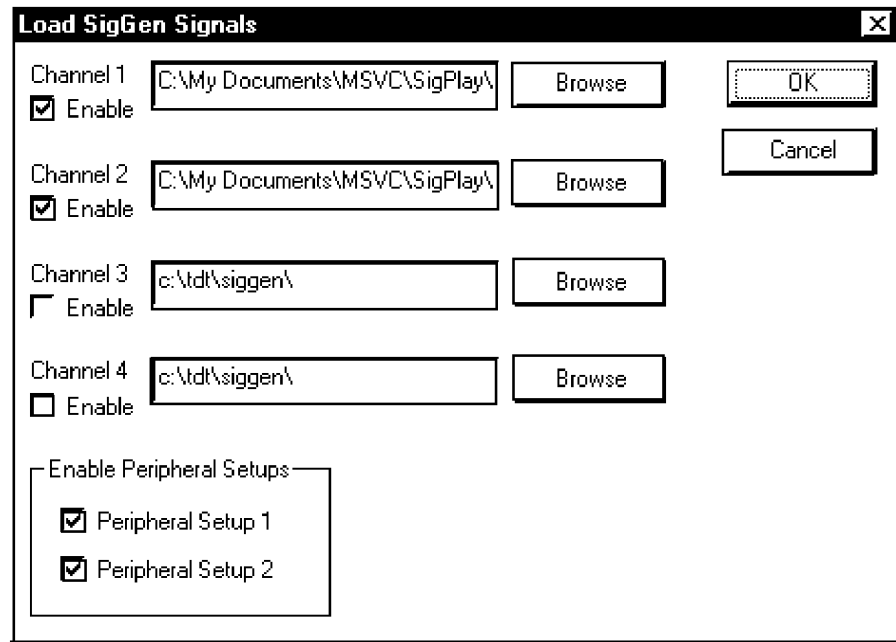 Load SigGen Signals
Channel 1
C:\My Documents\MSVC\SigPlay\
Browse
OK
Enable
Cancel
Channel 2
C:\My Documents\MSVC\SigPlay\
Browse
Enable
Channel 3
c:\tdt\siggen\
Browse
Enable
Channel 4
c:\tdt\siggen\
Browse
Enable
Enable Peripheral Setups
Peripheral Setup 1
Peripheral Setup 2